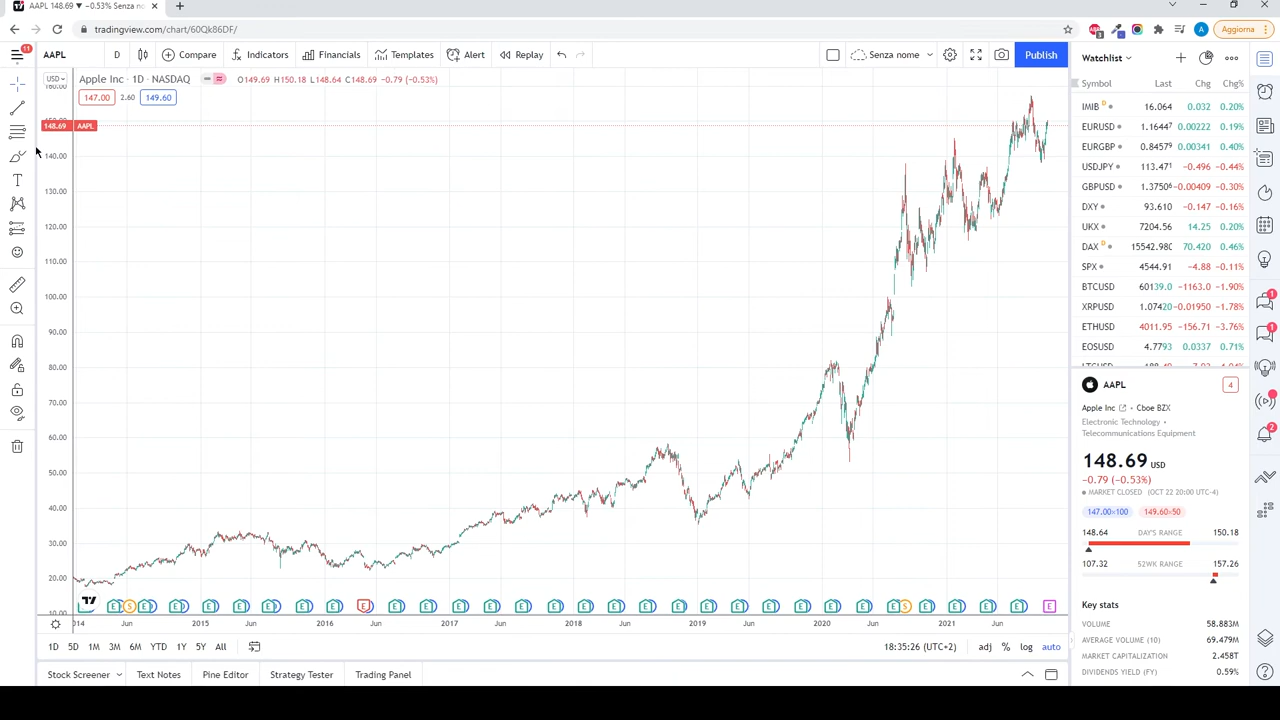 AAPL 148.69 ▼ −0.53% Senza no
tradingview.com/chart/60Qk86DF/
Aggiorna
11
AAPL
D
Compare
Indicators
Financials
Templates
Alert
Replay
Senza nome
Publish
USD
Apple Inc · 1D · NASDAQ
O149.69 H150.18 L148.64 C148.69 −0.79 (−0.53%)
147.00 2.60 149.60
160.00
148.69 AAPL
140.00
130.00
120.00
110.00
100.00
90.00
80.00
70.00
60.00
50.00
40.00
30.00
20.00
10.00
014 Jun 2015 Jun 2016 Jun 2017 Jun 2018 Jun 2019 Jun 2020 Jun 2021 Jun
1D 5D 1M 3M 6M YTD 1Y 5Y All
18:35:26 (UTC+2) adj % log auto
Stock Screener
Text Notes
Pine Editor
Strategy Tester
Trading Panel
Watchlist
Symbol Last Chg Chg%
IMIB D 16.064 0.032 0.20%
EURUSD 1.16447 0.00222 0.19%
EURGBP 0.84579 0.00341 0.40%
USDJPY 113.471 −0.496 −0.44%
GBPUSD 1.37506 −0.00409 −0.30%
DXY 93.610 −0.147 −0.16%
UKX 7204.56 14.25 0.20%
DAX D 15542.980 70.420 0.46%
SPX 4544.91 −4.88 −0.11%
BTCUSD 60139.0 −1163.0 −1.90%
XRPUSD 1.07420 −0.01950 −1.78%
ETHUSD 4011.95 −156.71 −3.76%
EOSUSD 4.7793 0.0337 0.71%
AAPL
4
Apple Inc • Cboe BZX
Electronic Technology •
Telecommunications Equipment
148.69 USD
−0.79 (−0.53%)
MARKET CLOSED (OCT 22 20:00 UTC-4)
147.00×100 149.60×50
148.64 DAY'S RANGE 150.18
107.32 52WK RANGE 157.26
Key stats
VOLUME 58.883M
AVERAGE VOLUME (10) 69.479M
MARKET CAPITALIZATION 2.458T
DIVIDENDS YIELD (FY) 0.59%